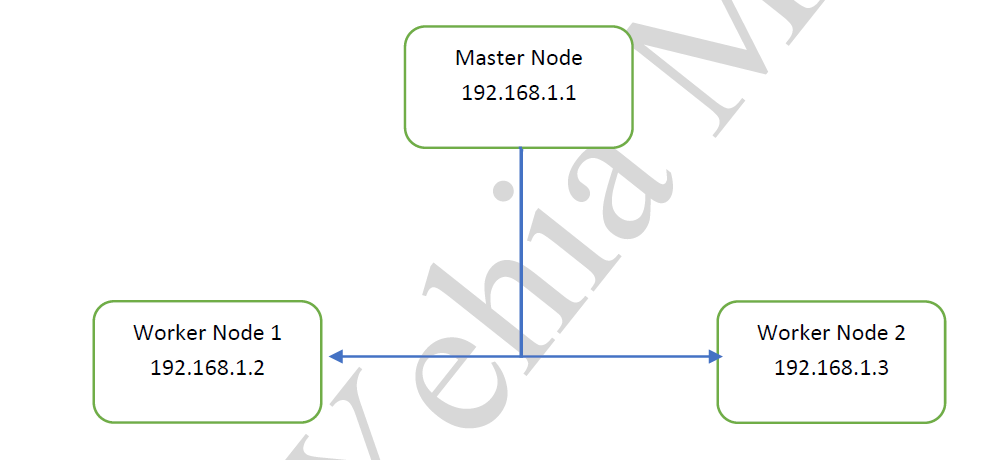 Master Node
192.168.1.1
Worker Node 1
192.168.1.2
Worker Node 2
192.168.1.3